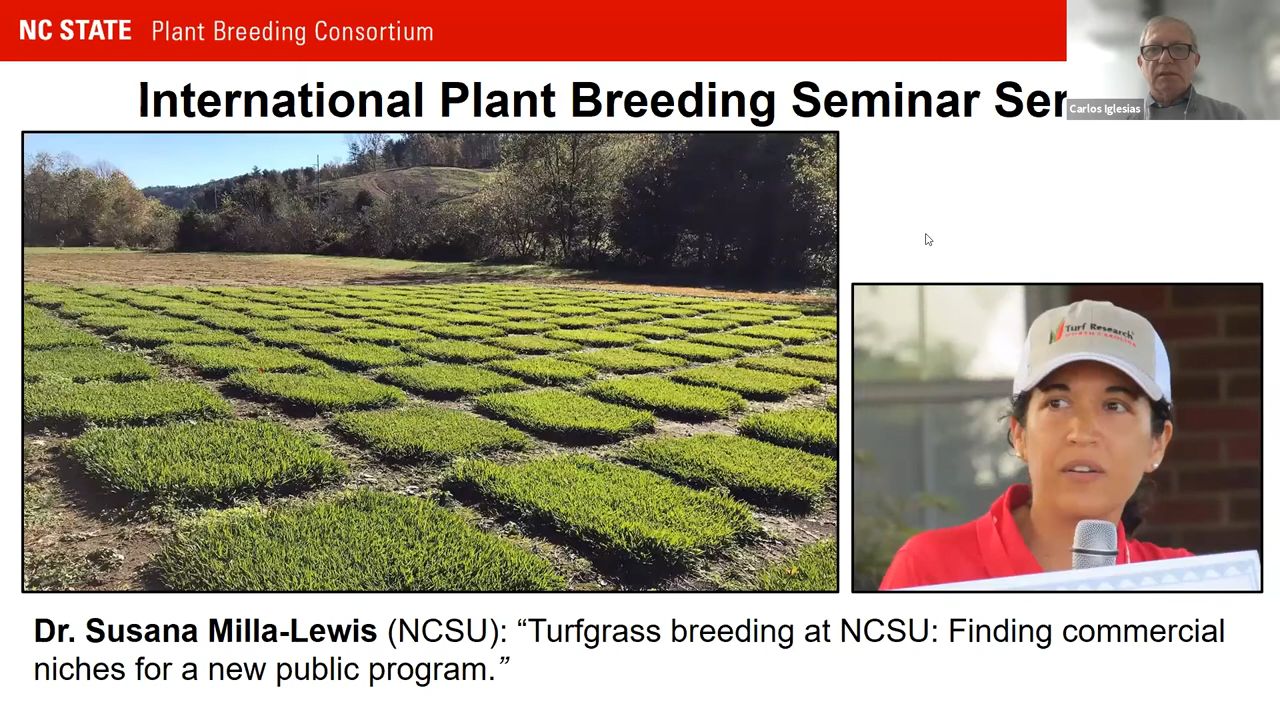 NC STATE Plant Breeding Consortium
International Plant Breeding Seminar Ser
Carlos Iglesias
Turf Research
NORTH CAROLINA
Dr. Susana Milla-Lewis (NCSU): “Turfgrass breeding at NCSU: Finding commercial
niches for a new public program.”